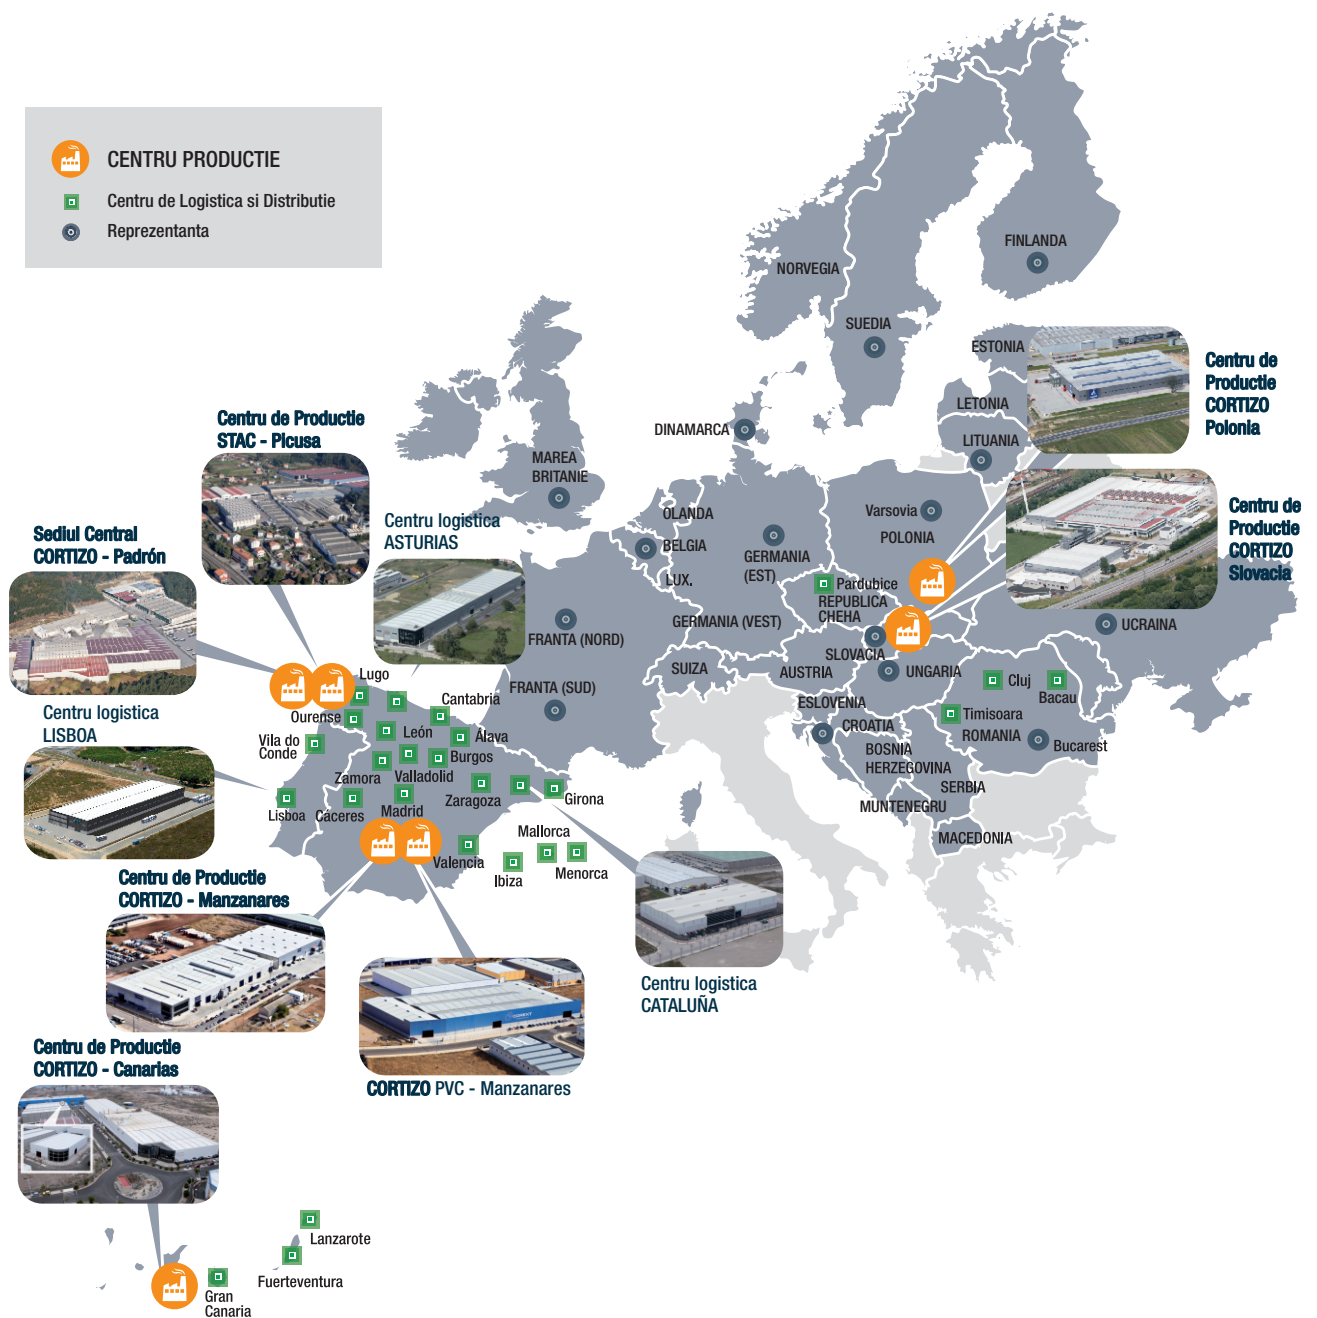 CENTRU PRODUCTIE
Centru de Logistica si Distributie
Reprezentanta
FINLANDA
NORVEGIA
SUEDIA
ESTONIA
LETONIA
LITUANIA
DINAMARCA
MAREA
BRITANIE
OLANDA
BELGIA
LUX.
GERMANIA
(EST)
GERMANIA (VEST)
Varsovia
POLONIA
Pardubice
REPUBLICA
CHEHA
SLOVACIA
UCRAINA
FRANTA (NORD)
FRANTA (SUD)
SUIZA
AUSTRIA
UNGARIA
ESLOVENIA
CROATIA
BOSNIA
HERZEGOVINA
SERBIA
MUNTENEGRU
MACEDONIA
Cluj
Bacau
Timisoara
ROMANIA
Bucarest
Centru de
Productie
CORTIZO
Polonia
Centru de
Productie
CORTIZO
Slovacia
Centru de Productie
STAC - Picusa
Sediul Central
CORTIZO - Padrón
Centru logistica
ASTURIAS
Centru logistica
LISBOA
Lugo
Ourense
Cantabria
León
Álava
Vila do
Conde
Burgos
Zamora
Valladolid
Zaragoza
Girona
Lisboa
Cáceres
Madrid
Valencia
Mallorca
Ibiza
Menorca
Centru de Productie
CORTIZO - Manzanares
CORTIZO PVC - Manzanares
Centru logistica
CATALUÑA
Centru de Productie
CORTIZO - Canarias
Lanzarote
Fuerteventura
Gran
Canaria